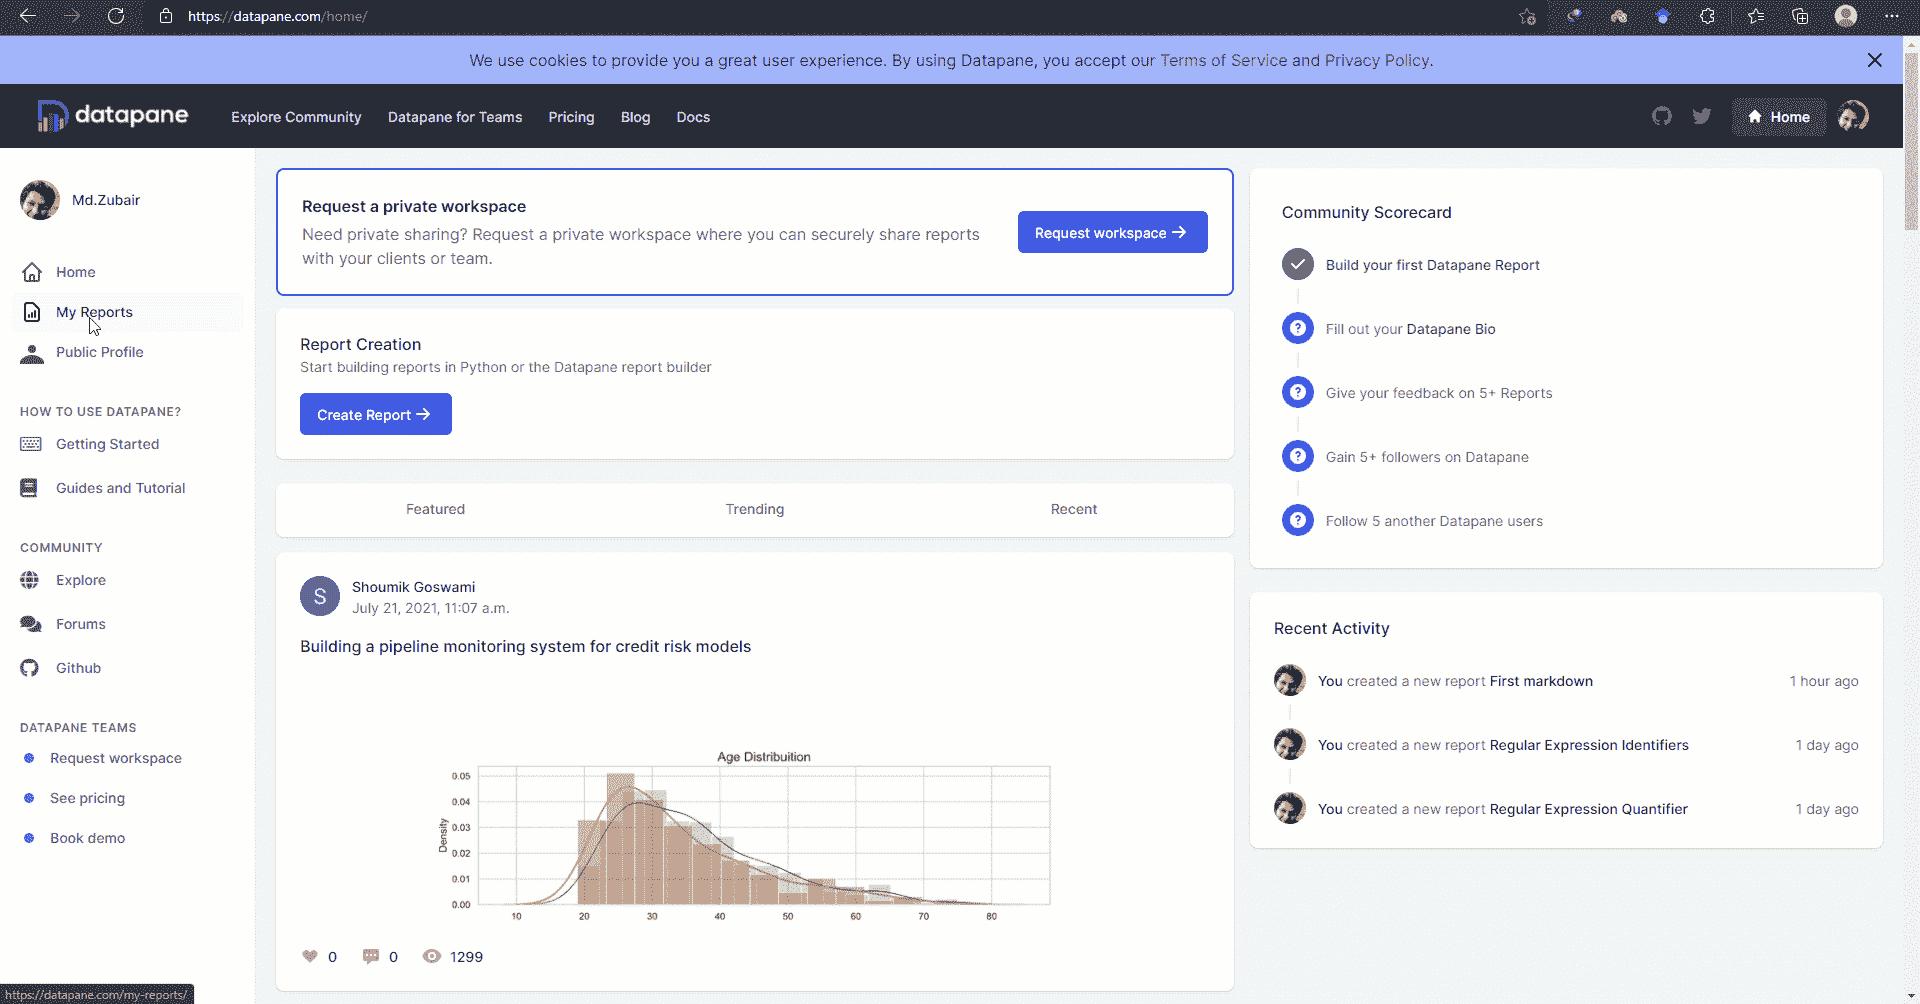 https://datapane.com/home/
We use cookies to provide you a great user experience. By using Datapane, you accept our Terms of Service and Privacy Policy.
datapane
Explore Community
Datapane for Teams
Pricing
Blog
Docs
Home
Md.Zubair
Home
My Reports
Public Profile
HOW TO USE DATAPANE?
Getting Started
Guides and Tutorial
COMMUNITY
Explore
Forums
Github
DATAPANE TEAMS
Request workspace
See pricing
Book demo
Request a private workspace
Need private sharing? Request a private workspace where you can securely share reports
with your clients or team.
Request workspace →
Report Creation
Start building reports in Python or the Datapane report builder
Create Report →
Featured
Trending
Recent
S
Shoumik Goswami
July 21, 2021, 11:07 a.m.
Building a pipeline monitoring system for credit risk models
Age Distribuition
Density
0.05
0.04
0.03
0.02
0.01
0.00
10 20 30 40 50 60 70 80
0 0 1299
Community Scorecard
Build your first Datapane Report
? Fill out your Datapane Bio
? Give your feedback on 5+ Reports
? Gain 5+ followers on Datapane
? Follow 5 another Datapane users
Recent Activity
You created a new report First markdown 1 hour ago
You created a new report Regular Expression Identifiers 1 day ago
You created a new report Regular Expression Quantifier 1 day ago
https://datapane.com/my-reports/